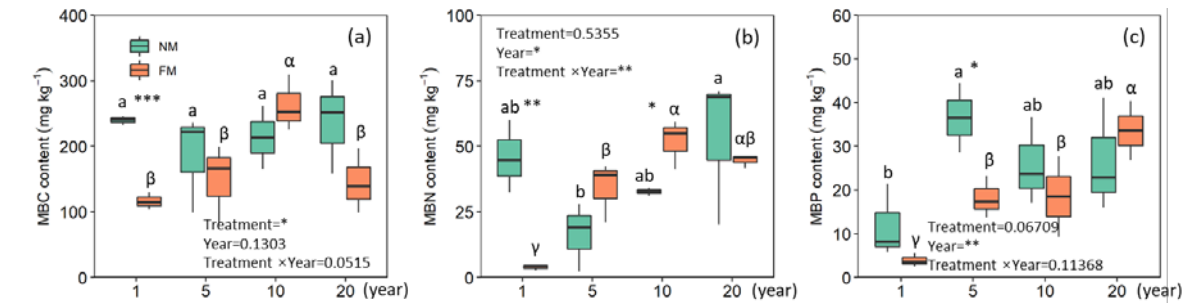 (a)
NM
FM
MBC content (mg kg⁻¹)
400
300
200
100
0
a
***
β
a
β
a
α
a
β
Treatment=*
Year=0.1303
Treatment ×Year=0.0515
1
5
10
20
(year)
(b)
Treatment=0.5355
Year=*
Treatment ×Year=**
MBN content (mg kg⁻¹)
100
75
50
25
0
ab
**
γ
b
β
ab
*
α
a
αβ
1
5
10
20
(year)
(c)
MBP content (mg kg⁻¹)
60
50
40
30
20
10
0
b
γ
a
*
β
ab
β
ab
α
Treatment=0.06709
Year=**
Treatment ×Year=0.11368
1
5
10
20
(year)